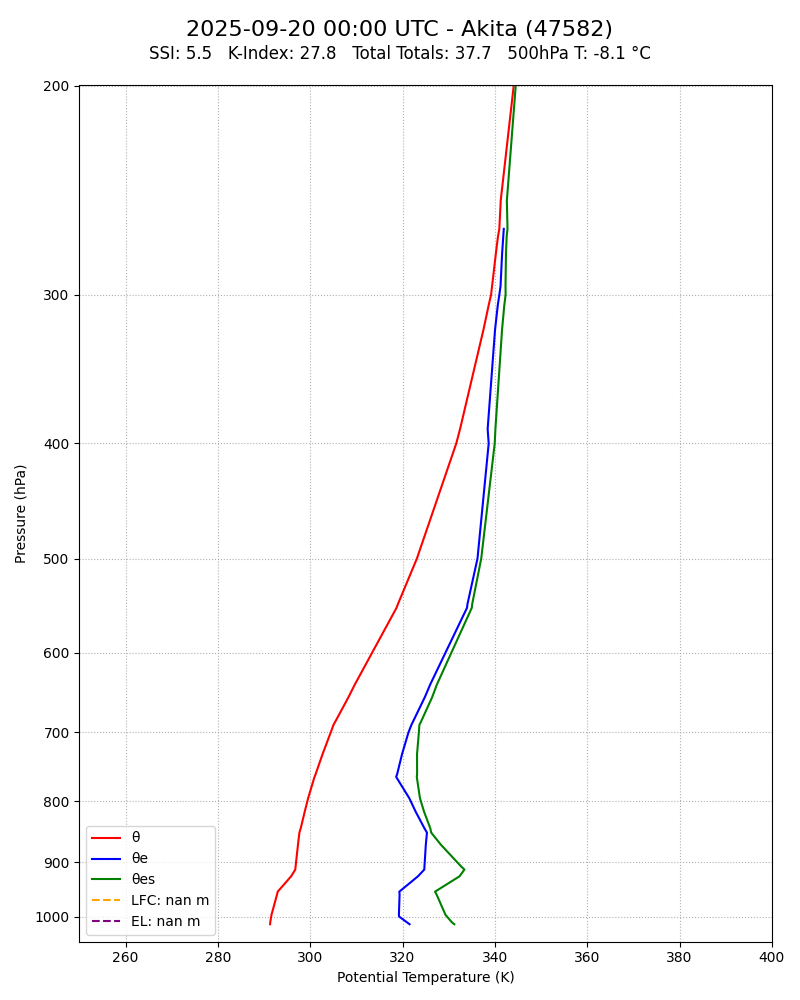 2025-09-20 00:00 UTC - Akita (47582)
SSI: 5.5   K-Index: 27.8   Total Totals: 37.7   500hPa T: -8.1 °C
200
300
400
500
600
700
800
900
1000
Pressure (hPa)
θ
θe
θes
LFC: nan m
EL: nan m
260
280
300
320
340
360
380
400
Potential Temperature (K)